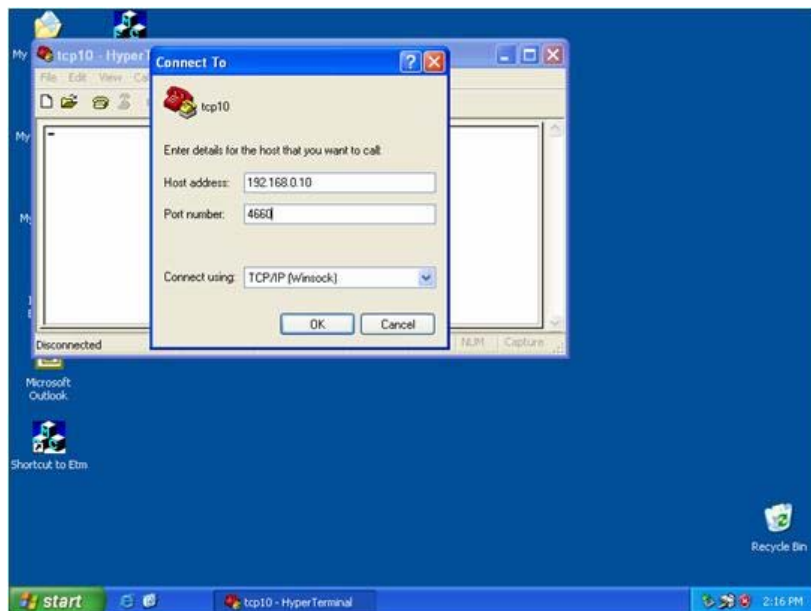 My
tcp10 - HyperT
Connect To
File Edit View Ca
tcp10
My
Enter details for the host that you want to call:
Host address: 192.168.0.10
Port number: 4660
My
Connect using: TCP/IP (Winsock)
OK Cancel
Disconnected
NUM Capture
Microsoft
Outlook
Shortcut to Etm
Recycle Bin
start
tcp10 - HyperTerminal
2:16 PM